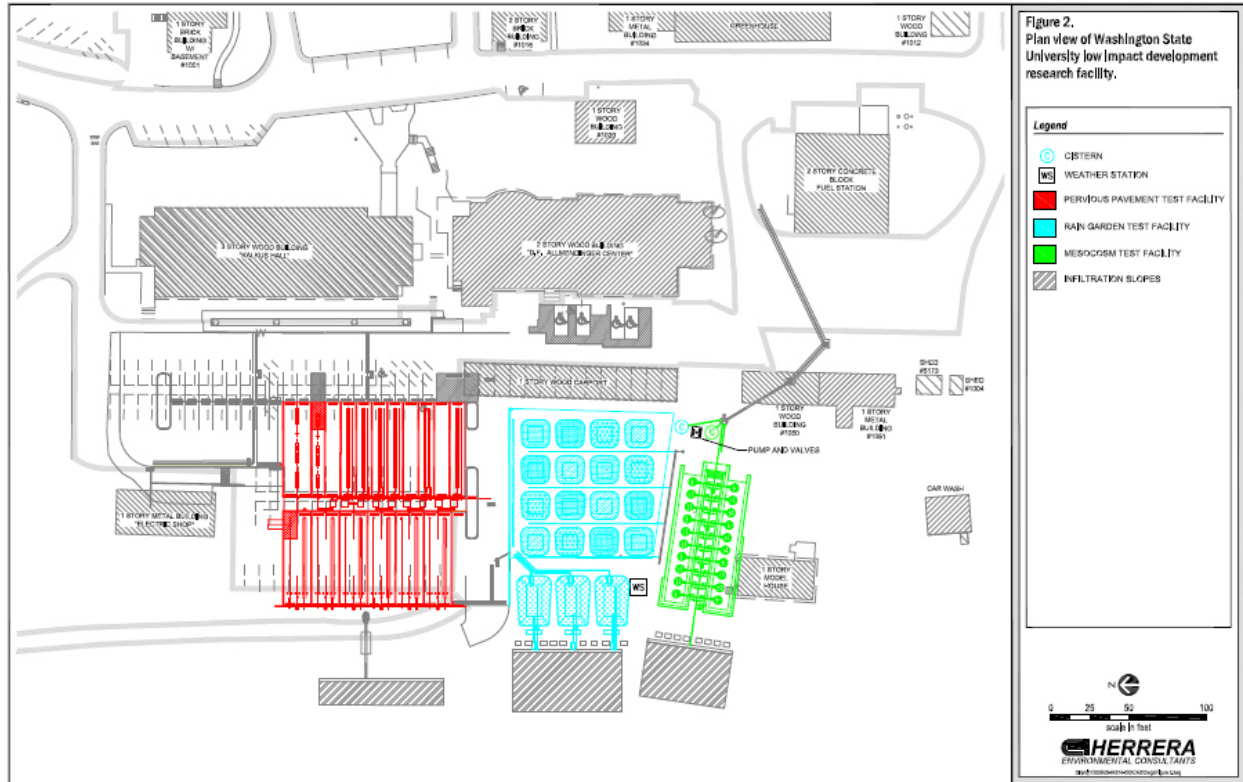 1 STORY
BRICK
BUILDING
W/
BASEMENT
#1001
2 STORY
BRICK
BUILDING
#1016
1 STORY
METAL
BUILDING
#1034
GREENHOUSE
1 STORY
WOOD
BUILDING
#1012
1 STORY
WOOD
BUILDING
2 STORY CONCRETE
BLOCK
FUEL STATION
3 STORY WOOD BUILDING
"KALKUS HALL"
2 STORY WOOD BUILDING
ALLMENDINGER CENTER"
1 STORY WOOD CARPORT
SHED
#5173
SHED
#1004
1 STORY
WOOD
BUILDING
#1050
1 STORY
METAL
BUILDING
#1051
C
C
PUMP AND VALVES
CAR WASH
1 STORY METAL BUILDING
"ELECTRIC SHOP"
WS
1 STORY
MODEL
HOUSE
Figure 2.
Plan view of Washington State
University low impact development
research facility.
Legend
C CISTERN
WS WEATHER STATION
PERVIOUS PAVEMENT TEST FACILITY
RAIN GARDEN TEST FACILITY
MESOCOSM TEST FACILITY
INFILTRATION SLOPES
N
0 25 50 100
scale in feet
HERRERA
ENVIRONMENTAL CONSULTANTS